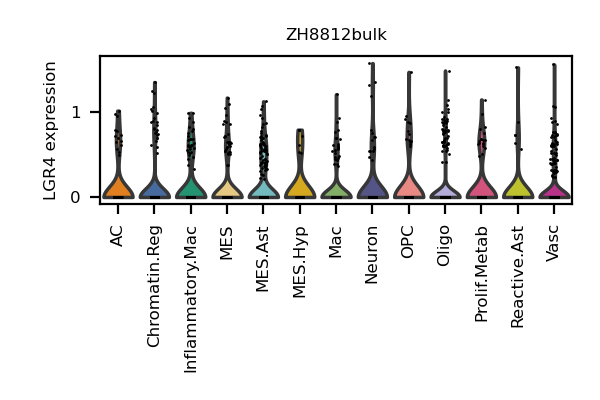 ZH8812bulk
LGR4 expression
1
0
AC
Chromatin.Reg
Inflammatory.Mac
MES
MES.Ast
MES.Hyp
Mac
Neuron
OPC
Oligo
Prolif.Metab
Reactive.Ast
Vasc